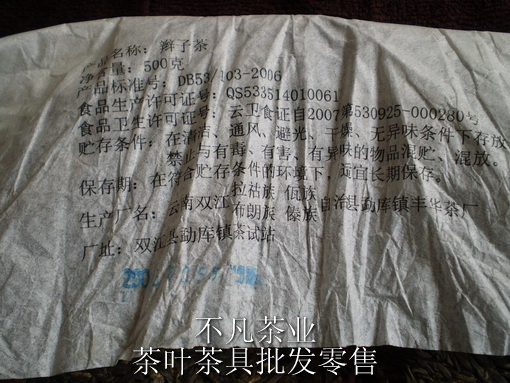 产品名称：辫子茶
净含量：500克
产品标准号：DB53/103-2006
食品生产许可证号：QS533514010061
食品卫生许可证号：云卫食证自2007第530925-000280号
贮存条件：在清洁、通风、避光、干燥、无异味条件下存放，
禁止与有毒、有害、有异味的物品混贮、混放。
保存期：在符合贮存条件的环境下，质宜长期保存。
生产厂名：云南双江拉祜族 佤族布朗族 傣族自治县勐库镇丰华茶厂
厂址：双江县勐库镇茶试站
不凡茶业
茶叶茶具批发零售